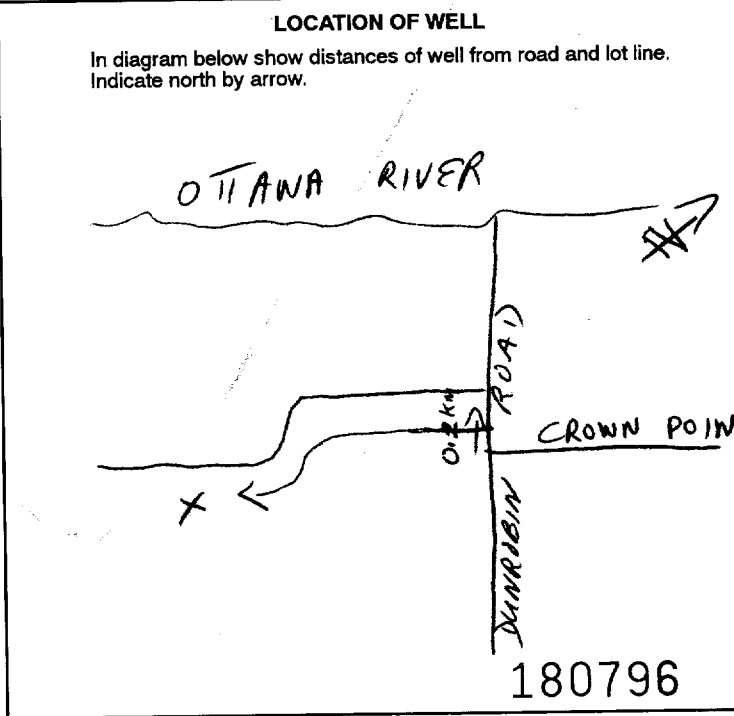 LOCATION OF WELL
In diagram below show distances of well from road and lot line.
Indicate north by arrow.
OTTAWA RIVER
N
ROAD
0.2 km
CROWN POIN
X
DUNROBIN
180796